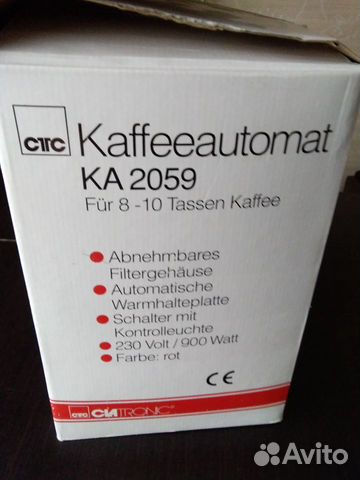 CTC Kaffeeautomat
KA 2059
Für 8-10 Tassen Kaffee
Abnehmbares
Filtergehäuse
Automatische
Warmhalteplatte
Schalter mit
Kontrolleuchte
230 Volt / 900 Watt
Farbe: rot
CE
CTC CLATRONIC®
Avito